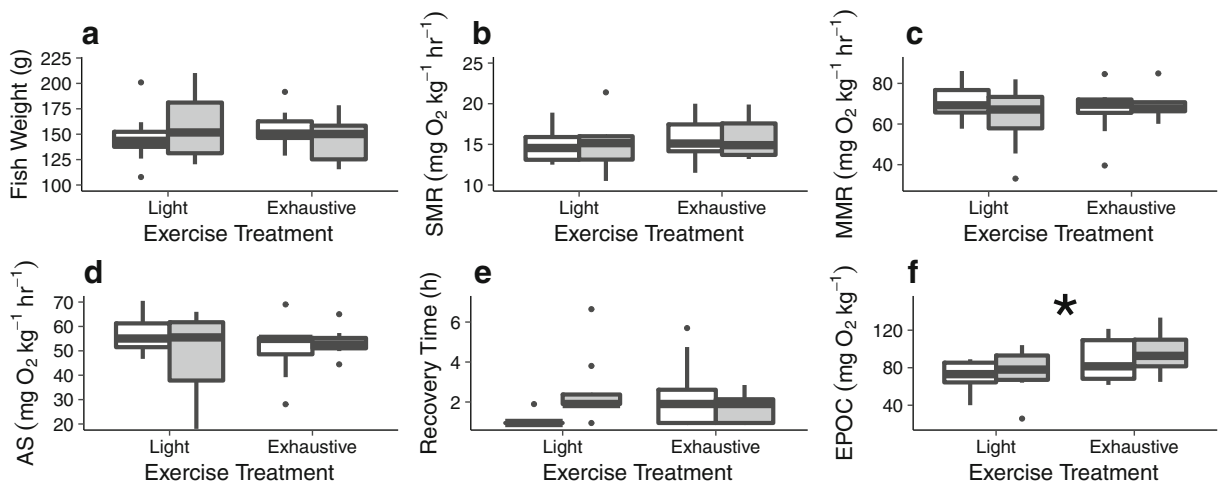 a
Fish Weight (g)
225
200
175
150
125
100
Light
Exhaustive
Exercise Treatment
b
SMR (mg O₂ kg⁻¹ hr⁻¹)
25
20
15
10
Light
Exhaustive
Exercise Treatment
c
MMR (mg O₂ kg⁻¹ hr⁻¹)
80
60
40
Light
Exhaustive
Exercise Treatment
d
AS (mg O₂ kg⁻¹ hr⁻¹)
70
60
50
40
30
20
Light
Exhaustive
Exercise Treatment
e
Recovery Time (h)
6
4
2
Light
Exhaustive
Exercise Treatment
f
EPOC (mg O₂ kg⁻¹)
120
80
40
*
Light
Exhaustive
Exercise Treatment